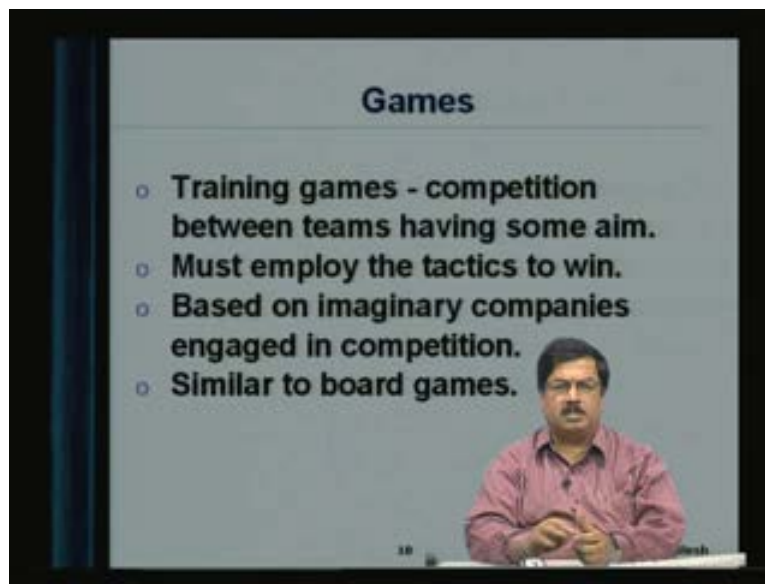 Games
o Training games - competition
between teams having some aim.
o Must employ the tactics to win.
o Based on imaginary companies
engaged in competition.
o Similar to board games.
10